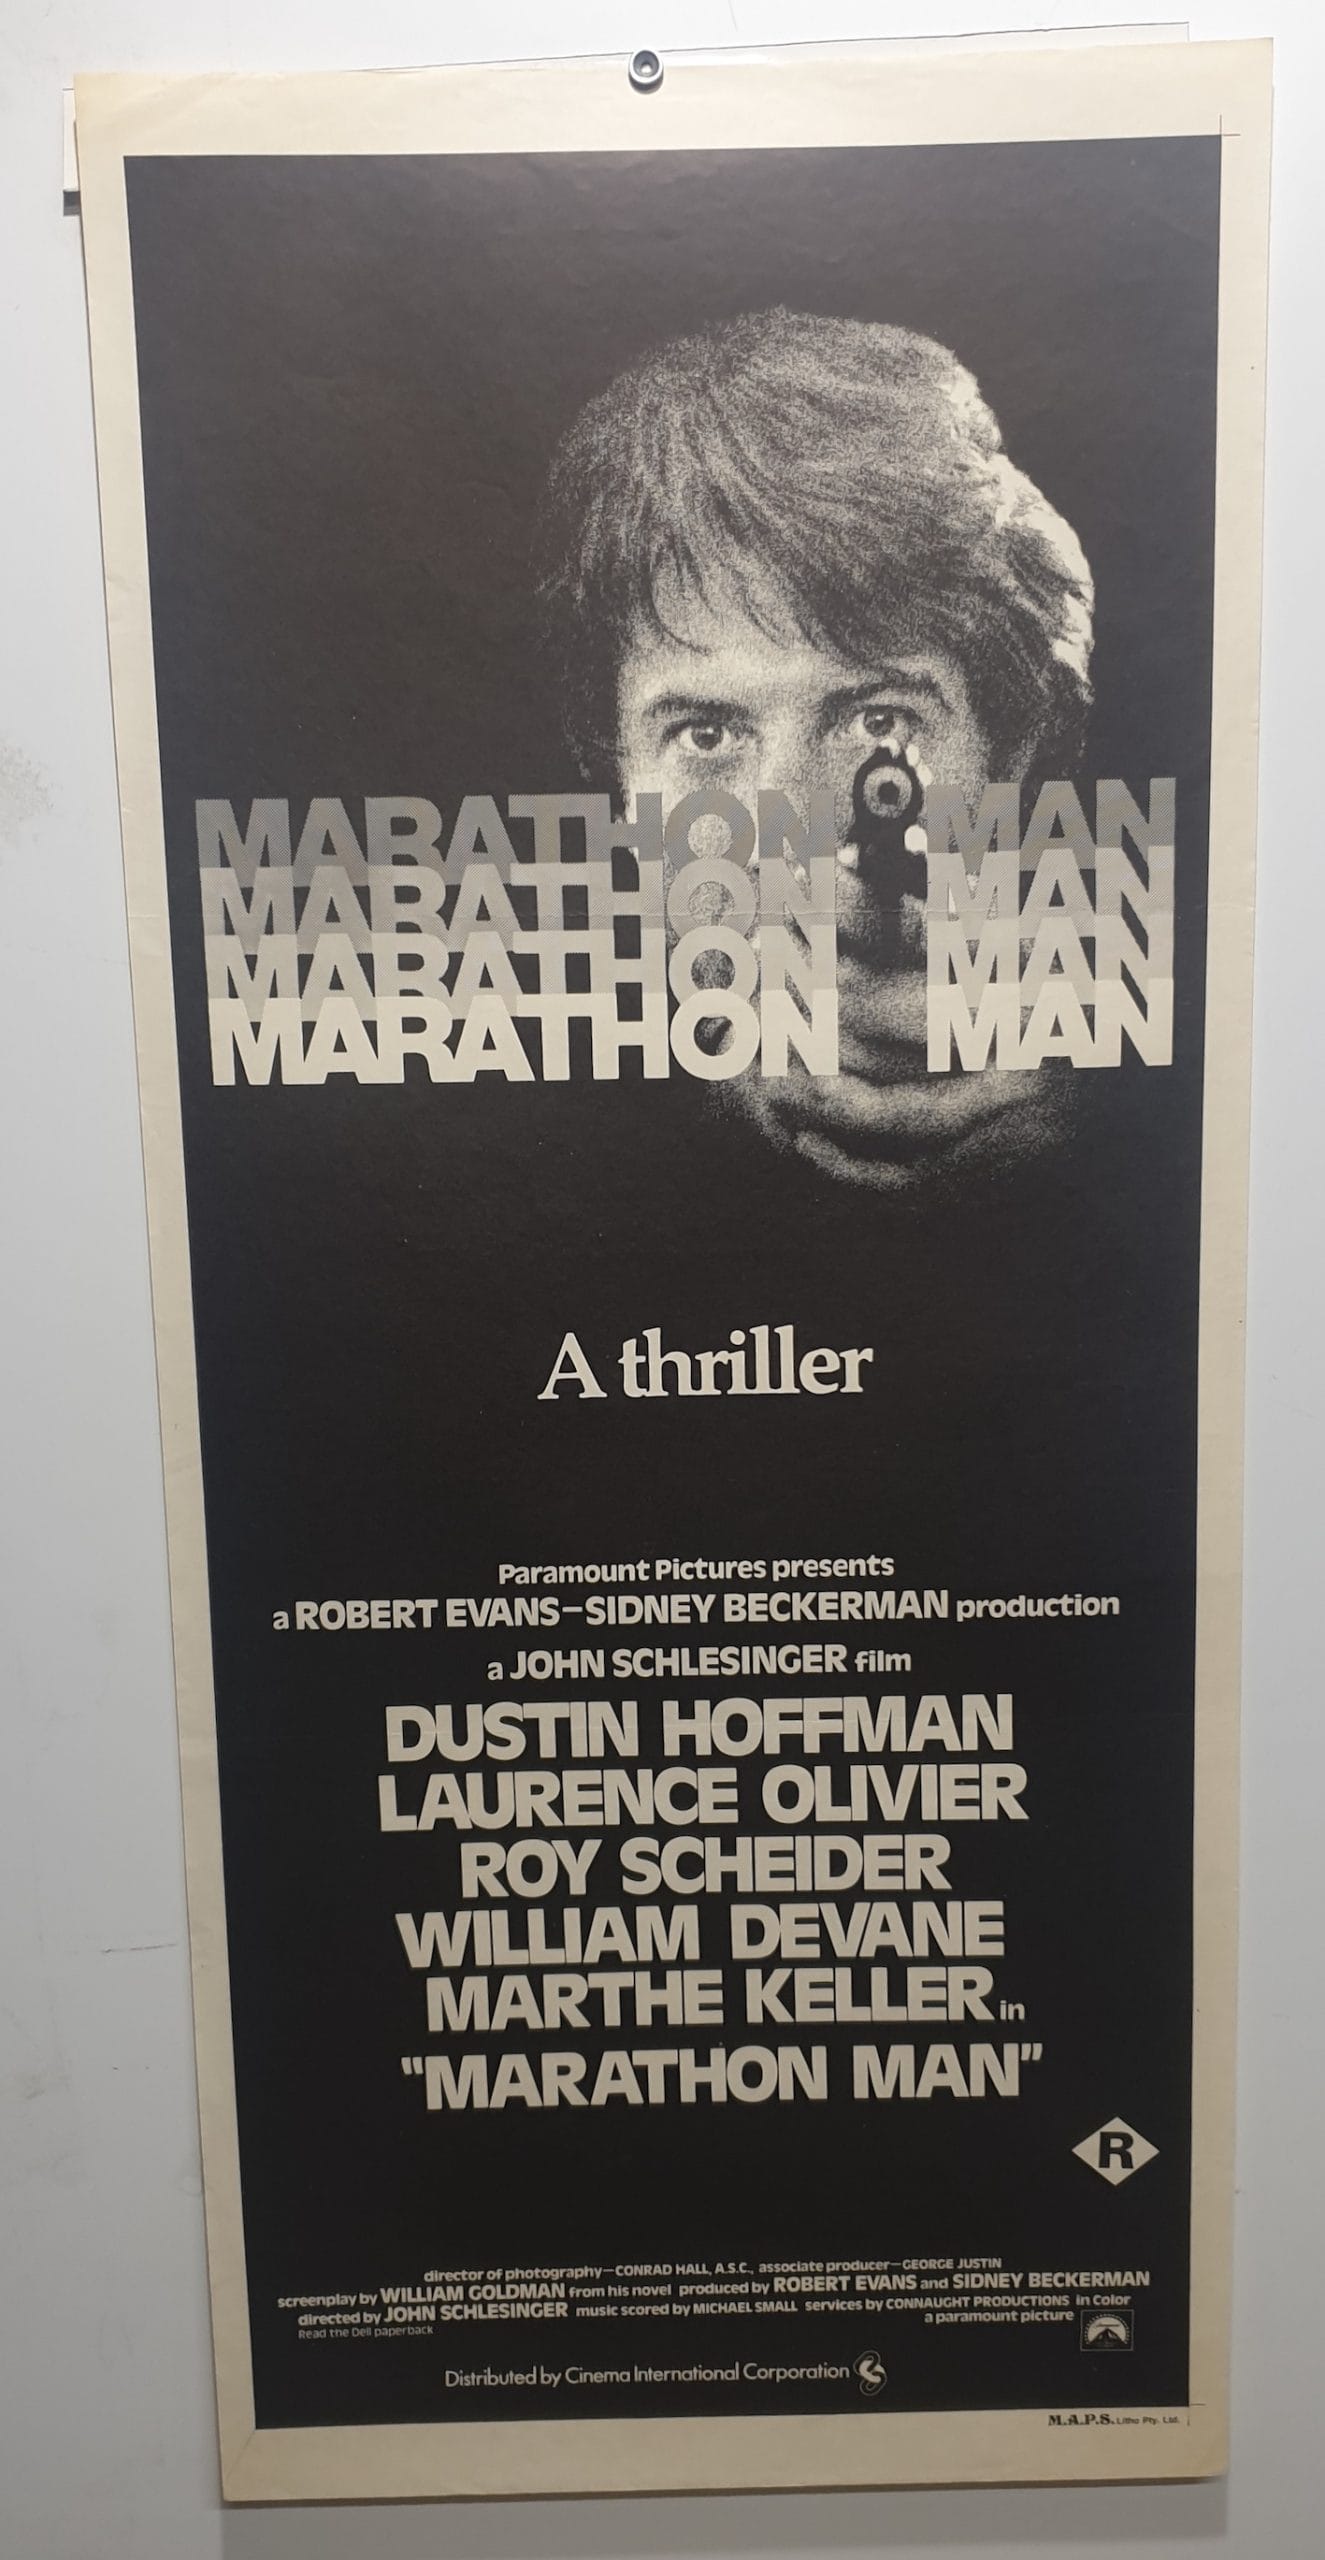 MARATHON MAN
MARATHON MAN
MARATHON MAN
MARATHON MAN
A thriller
Paramount Pictures presents
a ROBERT EVANS–SIDNEY BECKERMAN production
a JOHN SCHLESINGER film
DUSTIN HOFFMAN
LAURENCE OLIVIER
ROY SCHEIDER
WILLIAM DEVANE
MARTHE KELLER in
"MARATHON MAN"
R
director of photography—CONRAD HALL, A.S.C., associate producer—GEORGE JUSTIN
screenplay by WILLIAM GOLDMAN from his novel produced by ROBERT EVANS and SIDNEY BECKERMAN
directed by JOHN SCHLESINGER music scored by MICHAEL SMALL services by CONNAUGHT PRODUCTIONS in Color
Read the Dell paperback
a paramount picture
Distributed by Cinema International Corporation
M.A.P.S. Litho Pty. Ltd.